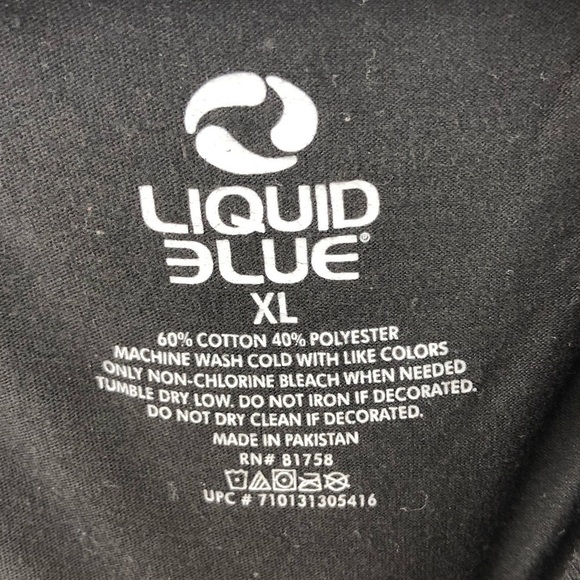 LIQUID
BLUE®
XL
60% COTTON 40% POLYESTER
MACHINE WASH COLD WITH LIKE COLORS
ONLY NON-CHLORINE BLEACH WHEN NEEDED
TUMBLE DRY LOW. DO NOT IRON IF DECORATED.
DO NOT DRY CLEAN IF DECORATED.
MADE IN PAKISTAN
RN# 81758
UPC # 710131305416